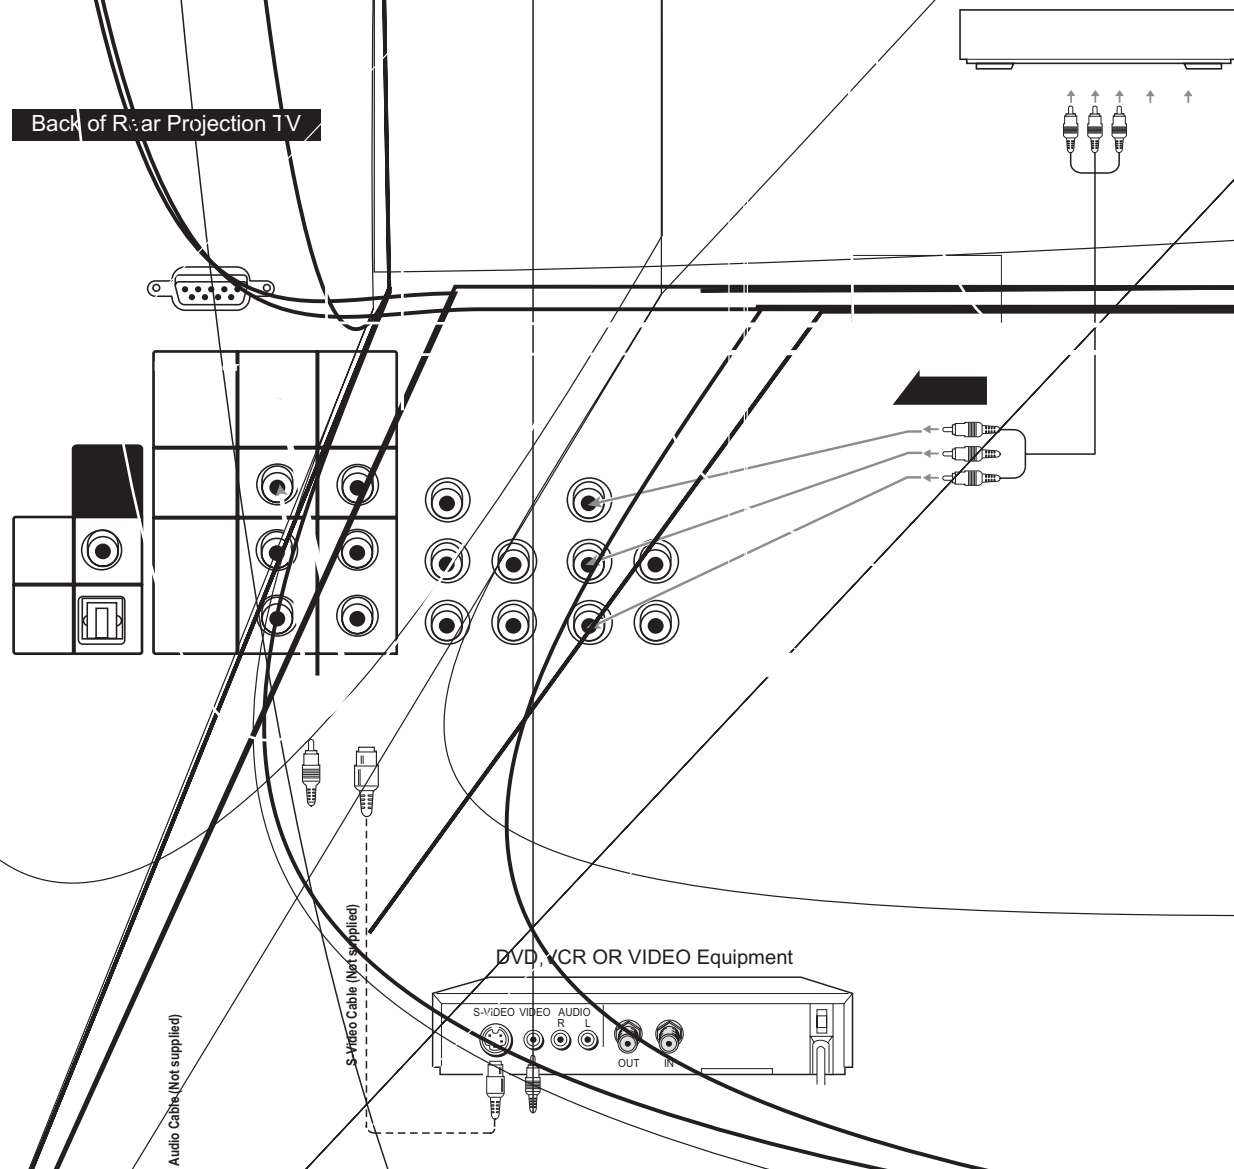 Back of Rear Projection TV
DVD, VCR OR VIDEO Equipment
S-VIDEO VIDEO AUDIO
R L
OUT IN
S-Video Cable (Not supplied)
Audio Cable (Not supplied)